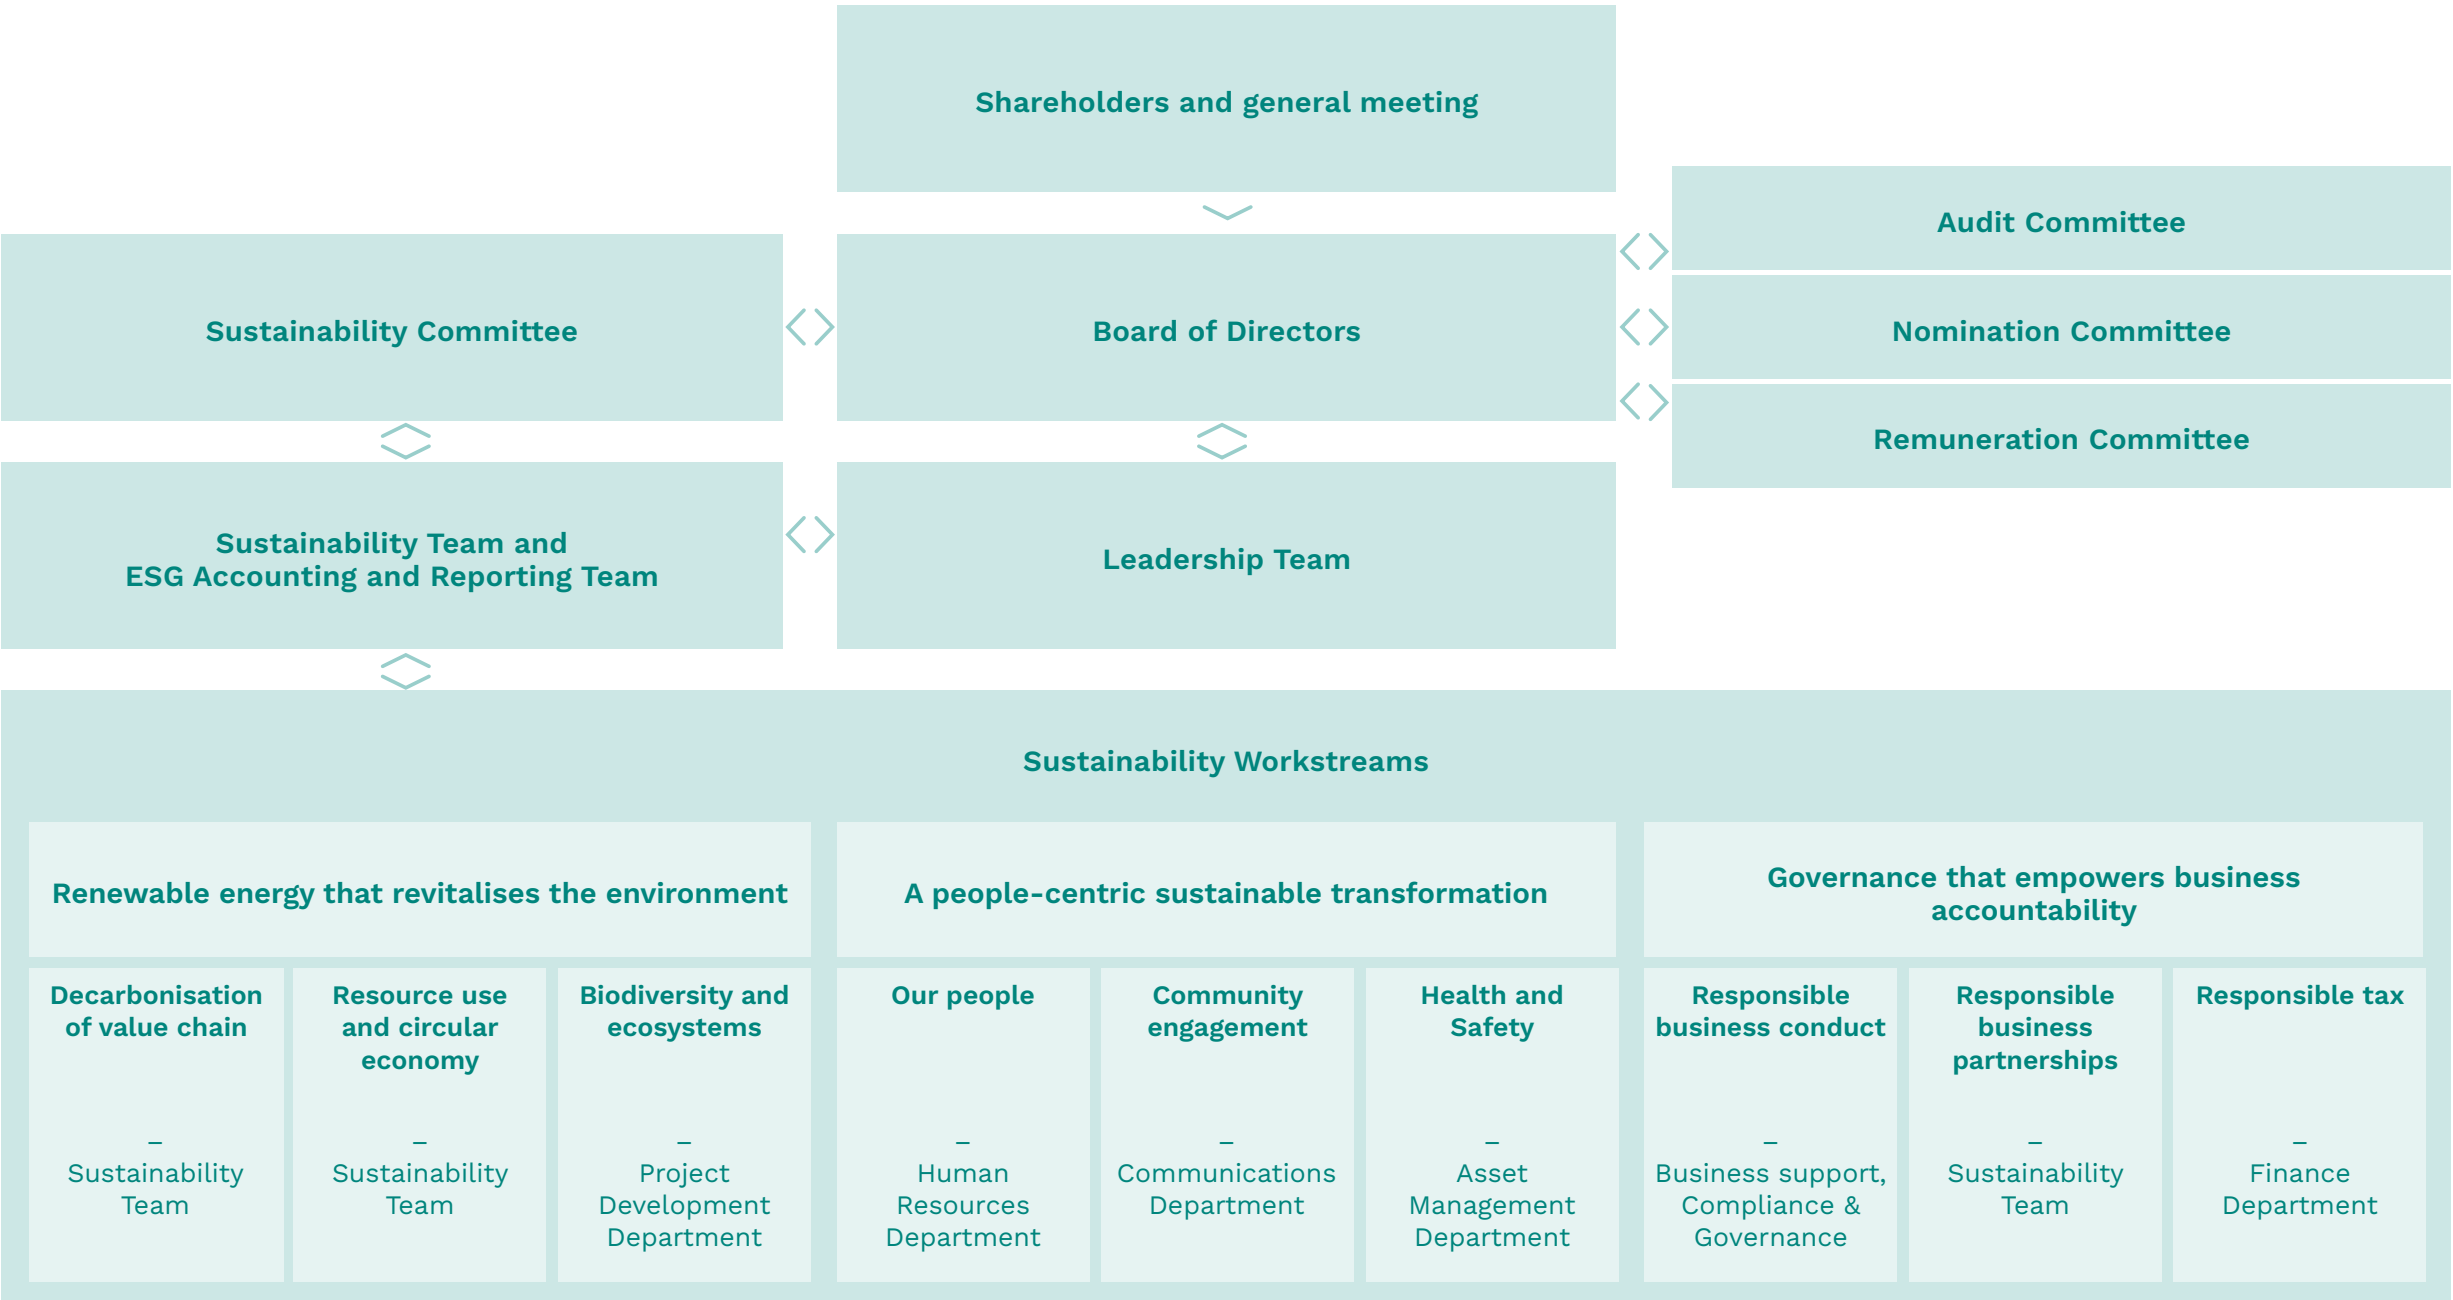 Shareholders and general meeting
Audit Committee
Sustainability Committee
Board of Directors
Nomination Committee
Remuneration Committee
Sustainability Team and
ESG Accounting and Reporting Team
Leadership Team
Sustainability Workstreams
Renewable energy that revitalises the environment
A people-centric sustainable transformation
Governance that empowers business
accountability
Decarbonisation
of value chain
–
Sustainability
Team
Resource use
and circular
economy
–
Sustainability
Team
Biodiversity and
ecosystems
–
Project
Development
Department
Our people
–
Human
Resources
Department
Community
engagement
–
Communications
Department
Health and
Safety
–
Asset
Management
Department
Responsible
business conduct
–
Business support,
Compliance &
Governance
Responsible
business
partnerships
–
Sustainability
Team
Responsible tax
–
Finance
Department